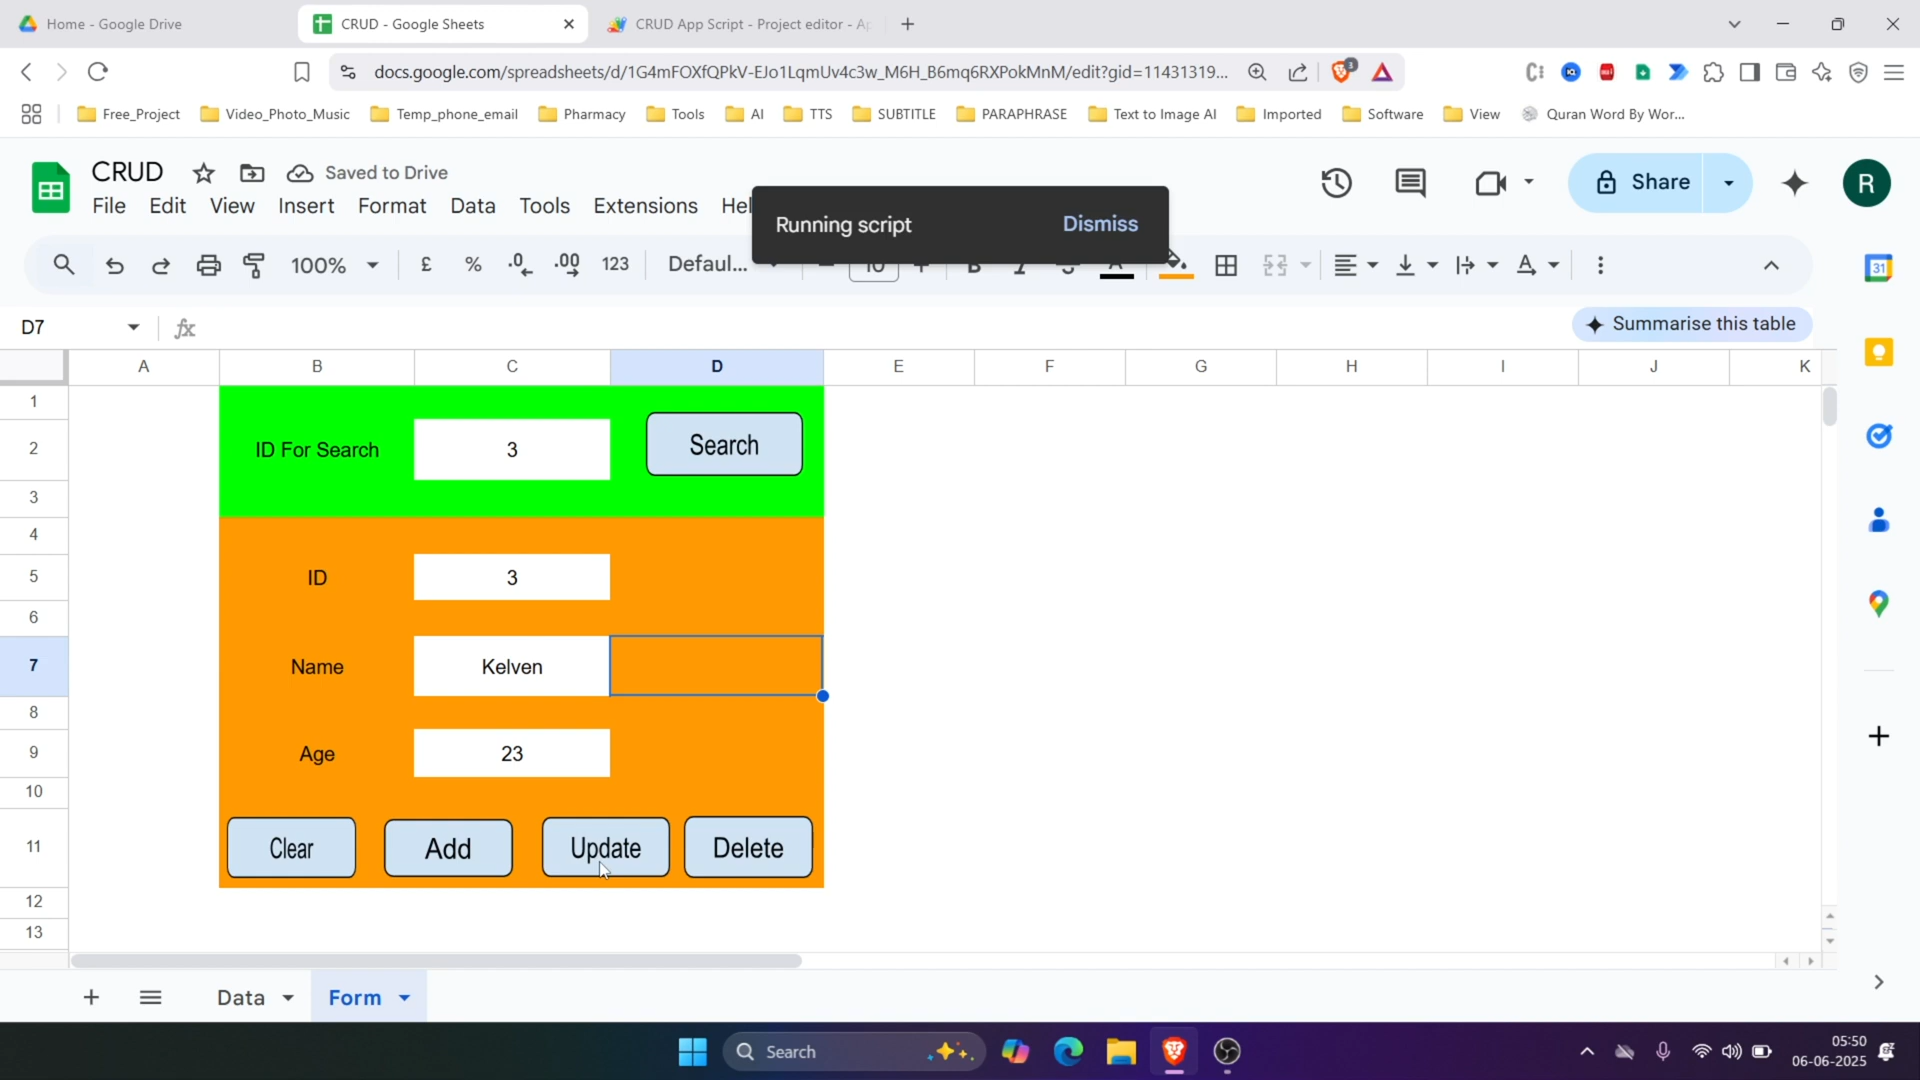 Home - Google Drive
CRUD - Google Sheets
CRUD App Script - Project editor - Ap
docs.google.com/spreadsheets/d/1G4mFOXfQPkV-EJo1LqmUv4c3w_M6H_B6mq6RXPokMnM/edit?gid=11431319...
3
Free_Project
Video_Photo_Music
Temp_phone_email
Pharmacy
Tools
AI
TTS
SUBTITLE
PARAPHRASE
Text to Image AI
Imported
Software
View
Quran Word By Wor...
CRUD
Saved to Drive
Share
R
File Edit View Insert Format Data Tools Extensions Hel
Running script
Dismiss
100%
£ % .0 .00 123 Defaul... 10
31
D7
fx
Summarise this table
A B C D E F G H I J K
1
2 ID For Search 3 Search
3
4
5 ID 3
6
7 Name Kelven
8
9 Age 23
10
11 Clear Add Update Delete
12
13
Data
Form
Search
05:50
06-06-2025